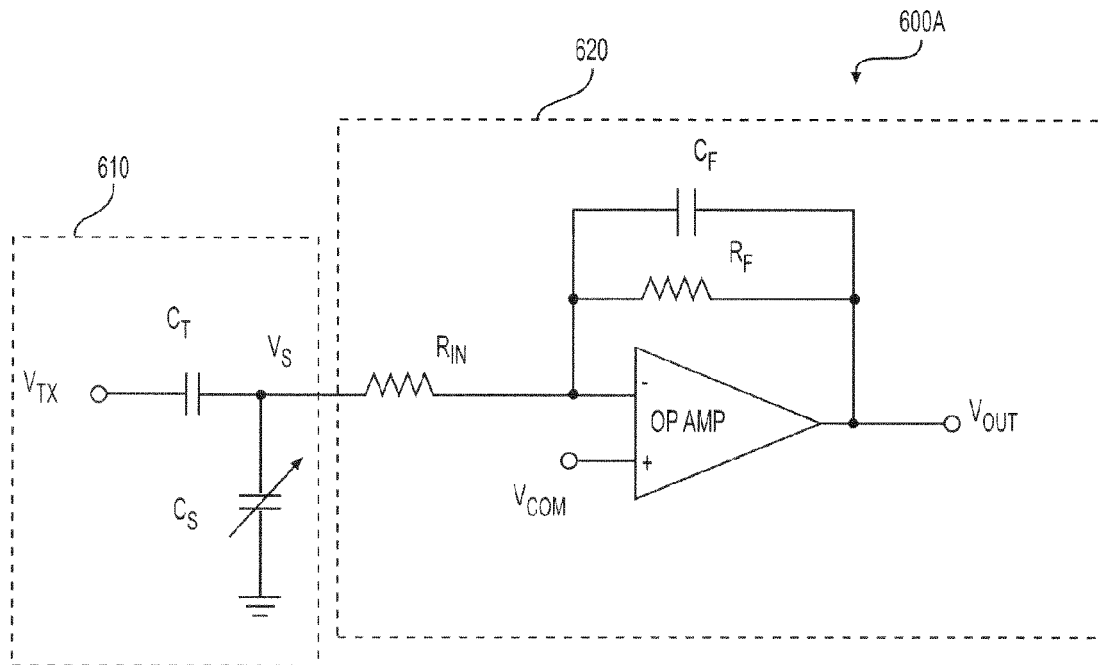 600A
620
610
C_F
R_F
C_T
V_S
R_IN
V_TX
-
OP AMP
V_OUT
+
V_COM
C_S